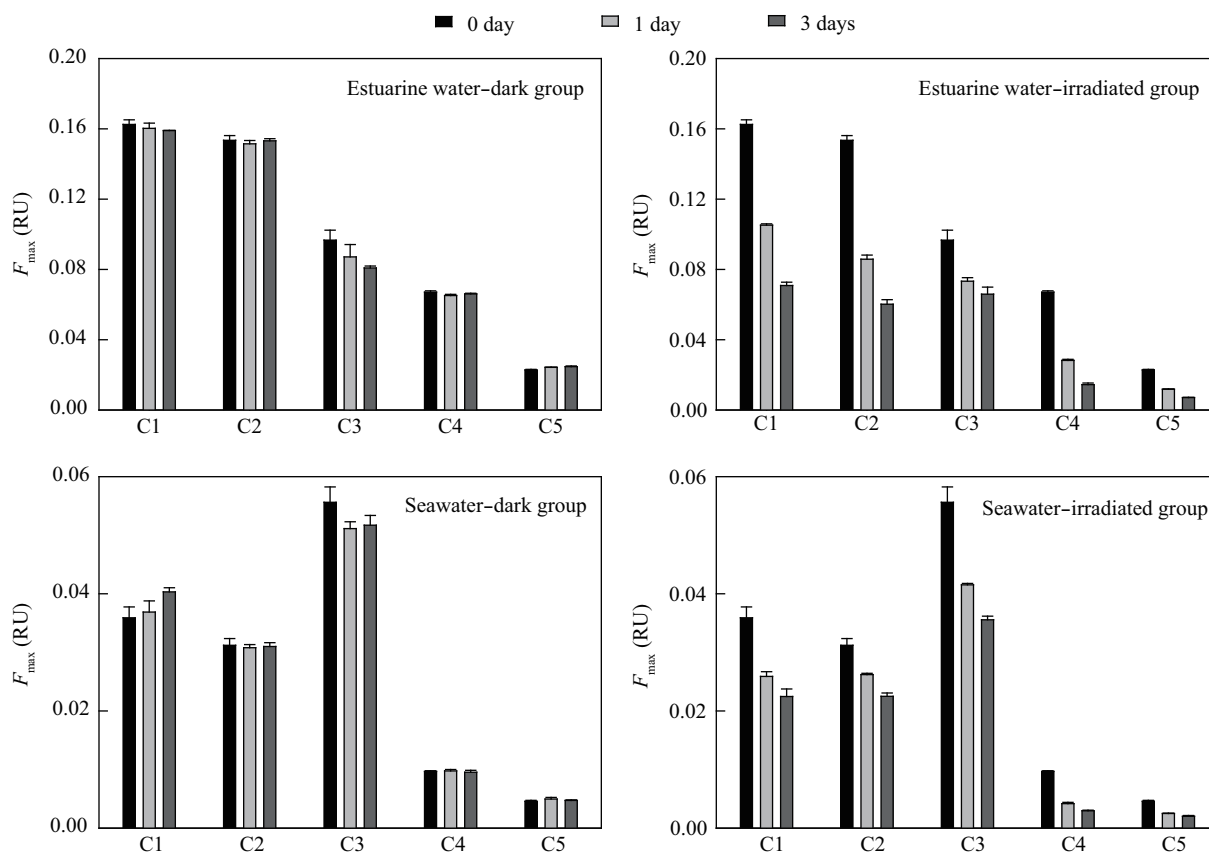 0 day 1 day 3 days
Estuarine water-dark group
0.20
0.16
0.12
0.08
0.04
0.00
Fmax (RU)
C1 C2 C3 C4 C5
Estuarine water-irradiated group
0.20
0.16
0.12
0.08
0.04
0.00
Fmax (RU)
C1 C2 C3 C4 C5
Seawater-dark group
0.06
0.04
0.02
0.00
Fmax (RU)
C1 C2 C3 C4 C5
Seawater-irradiated group
0.06
0.04
0.02
0.00
Fmax (RU)
C1 C2 C3 C4 C5